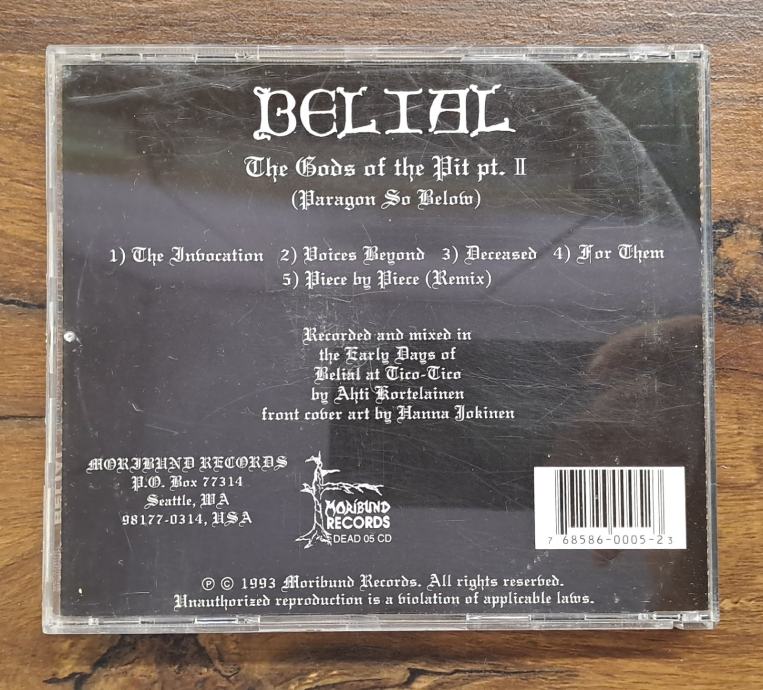 BELIAL
The Gods of the Pit pt. II
(Paragon So Below)
1) The Invocation 2) Voices Beyond 3) Deceased 4) For Them
5) Piece by Piece (Remix)
Recorded and mixed in
the Early Days of
Belial at Tico-Tico
by Ahti Kortelainen
front cover art by Hanna Jokinen
MORIBUND RECORDS
P.O. Box 77314
Seattle, WA
98177-0314, USA
MORIBUND
RECORDS
DEAD 05 CD
7 68586-0005-2 3
℗ © 1993 Moribund Records. All rights reserved.
Unauthorized reproduction is a violation of applicable laws.